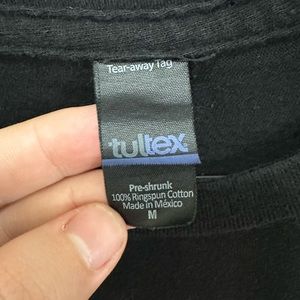 Tear-away Tag
tultex
Pre-shrunk
100% Ringspun Cotton
Made in México
M